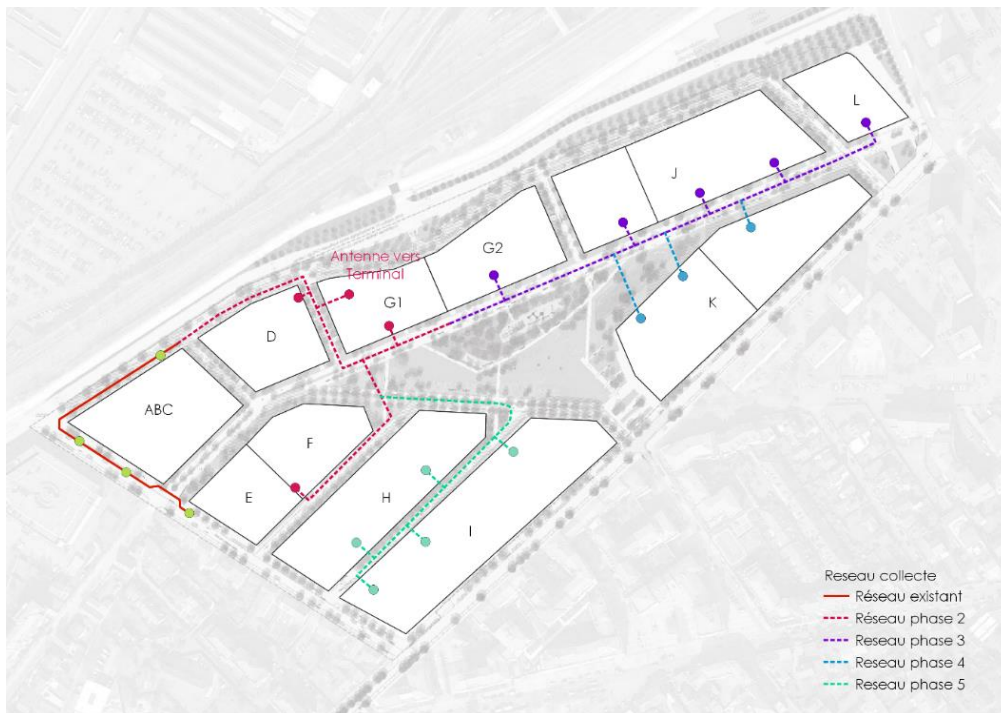 L
J
G2
Antenne vers
Terminal
G1
K
D
ABC
F
E
H
I
Reseau collecte
Réseau existant
Réseau phase 2
Reseau phase 3
Reseau phase 4
Reseau phase 5